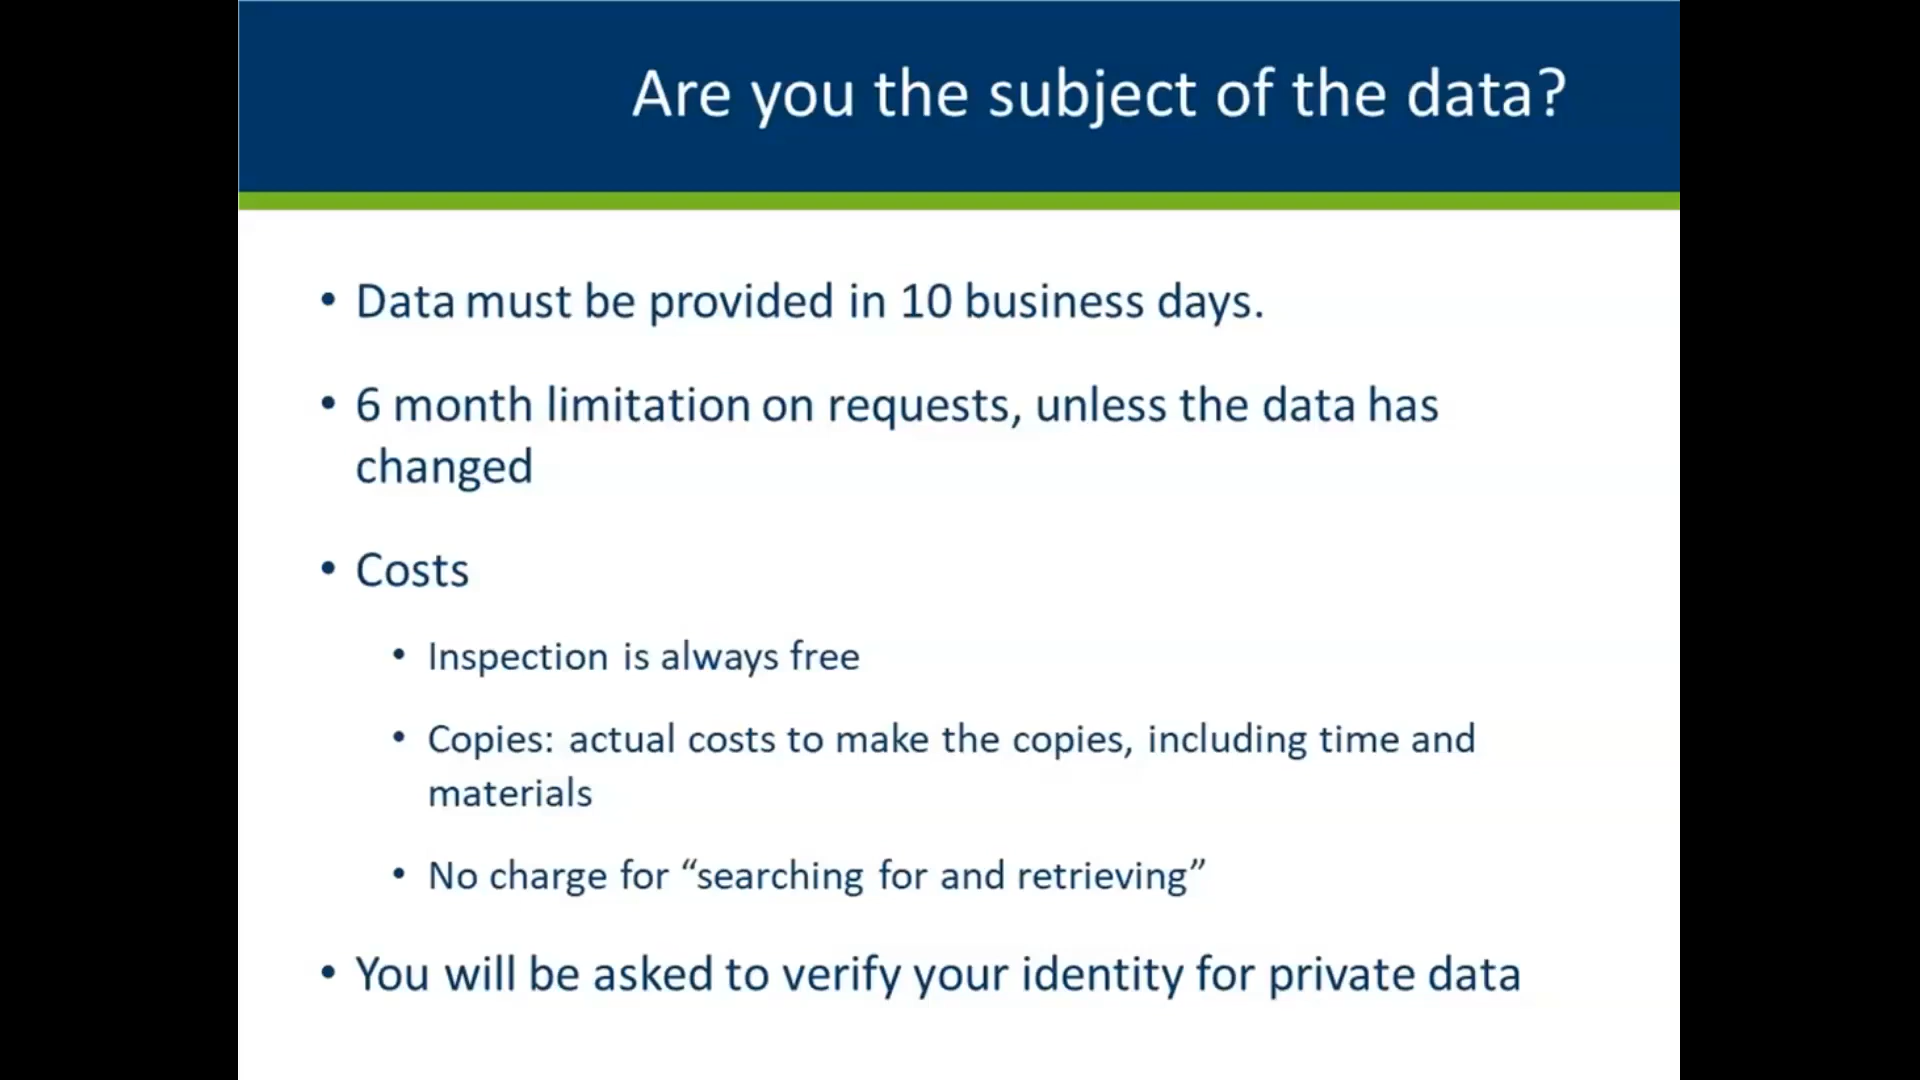 Are you the subject of the data?
• Data must be provided in 10 business days.
• 6 month limitation on requests, unless the data has
changed
• Costs
• Inspection is always free
• Copies: actual costs to make the copies, including time and
materials
• No charge for “searching for and retrieving”
• You will be asked to verify your identity for private data